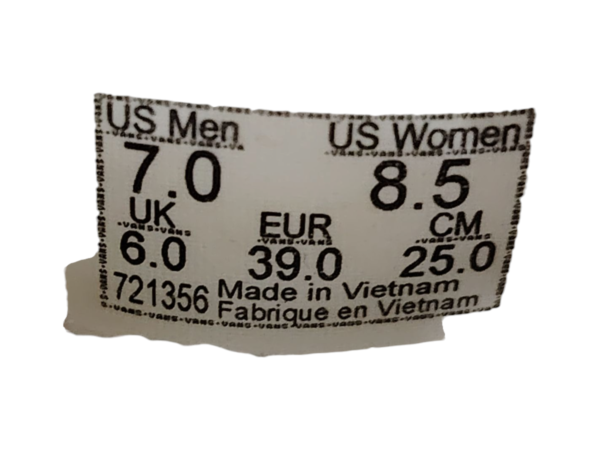 US Men US Women
7.0 8.5
UK EUR CM
6.0 39.0 25.0
721356 Made in Vietnam
Fabrique en Vietnam